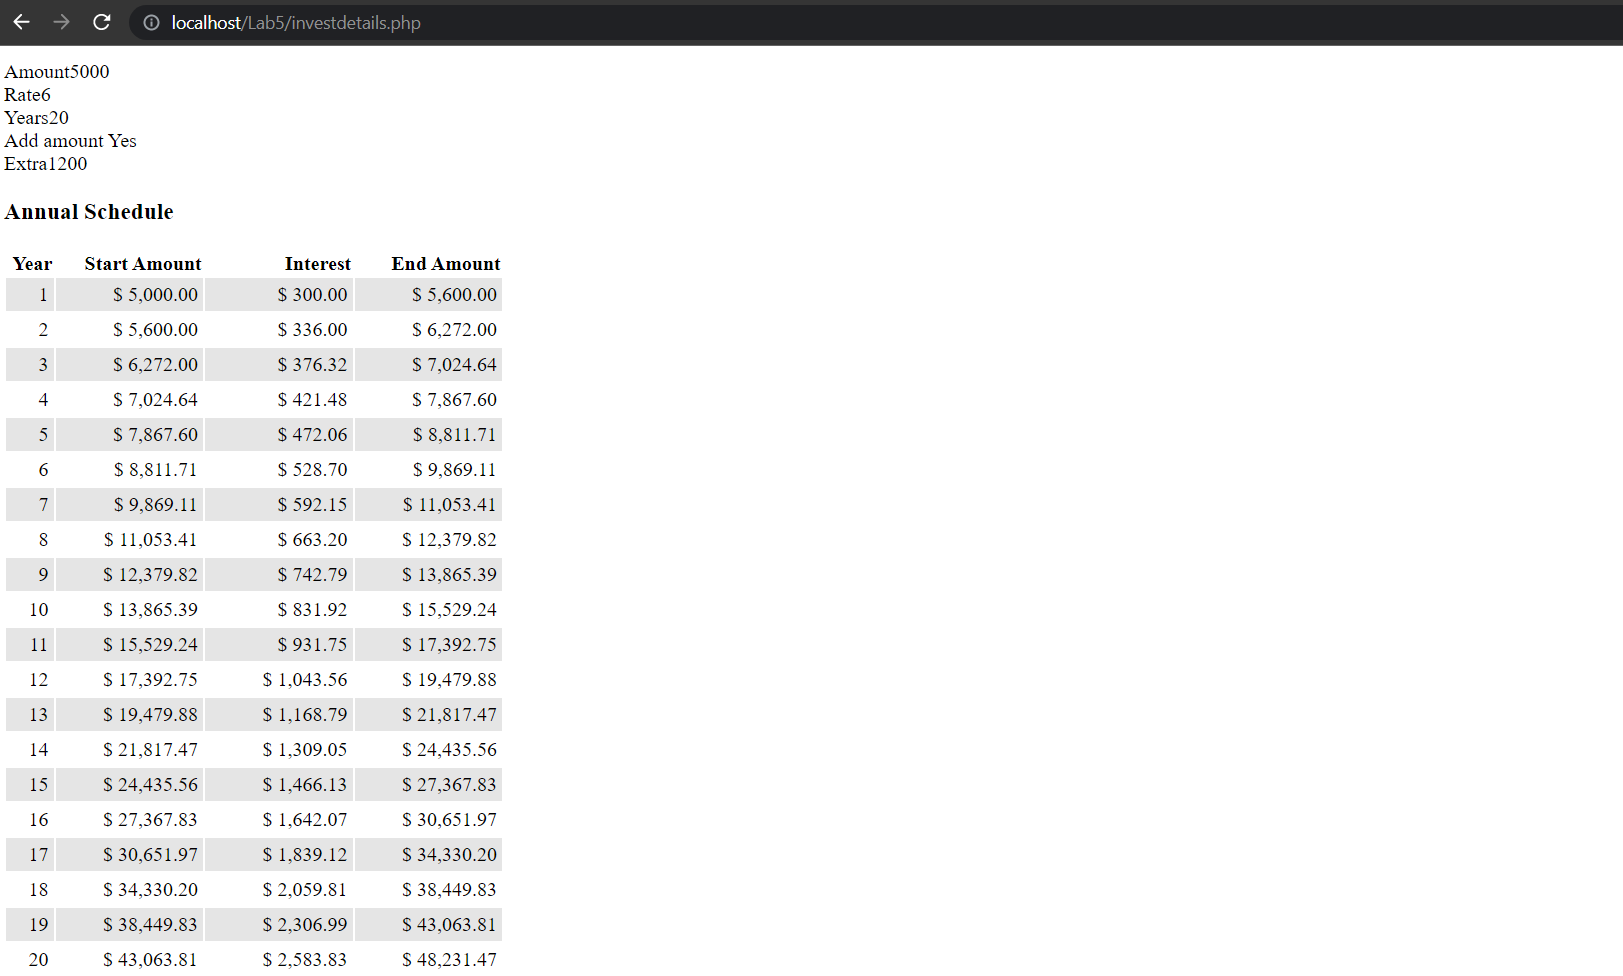 localhost/Lab5/investdetails.php
Amount5000
Rate6
Years20
Add amount Yes
Extra1200
Annual Schedule
Year Start Amount Interest End Amount
1 $ 5,000.00 $ 300.00 $ 5,600.00
2 $ 5,600.00 $ 336.00 $ 6,272.00
3 $ 6,272.00 $ 376.32 $ 7,024.64
4 $ 7,024.64 $ 421.48 $ 7,867.60
5 $ 7,867.60 $ 472.06 $ 8,811.71
6 $ 8,811.71 $ 528.70 $ 9,869.11
7 $ 9,869.11 $ 592.15 $ 11,053.41
8 $ 11,053.41 $ 663.20 $ 12,379.82
9 $ 12,379.82 $ 742.79 $ 13,865.39
10 $ 13,865.39 $ 831.92 $ 15,529.24
11 $ 15,529.24 $ 931.75 $ 17,392.75
12 $ 17,392.75 $ 1,043.56 $ 19,479.88
13 $ 19,479.88 $ 1,168.79 $ 21,817.47
14 $ 21,817.47 $ 1,309.05 $ 24,435.56
15 $ 24,435.56 $ 1,466.13 $ 27,367.83
16 $ 27,367.83 $ 1,642.07 $ 30,651.97
17 $ 30,651.97 $ 1,839.12 $ 34,330.20
18 $ 34,330.20 $ 2,059.81 $ 38,449.83
19 $ 38,449.83 $ 2,306.99 $ 43,063.81
20 $ 43,063.81 $ 2,583.83 $ 48,231.47